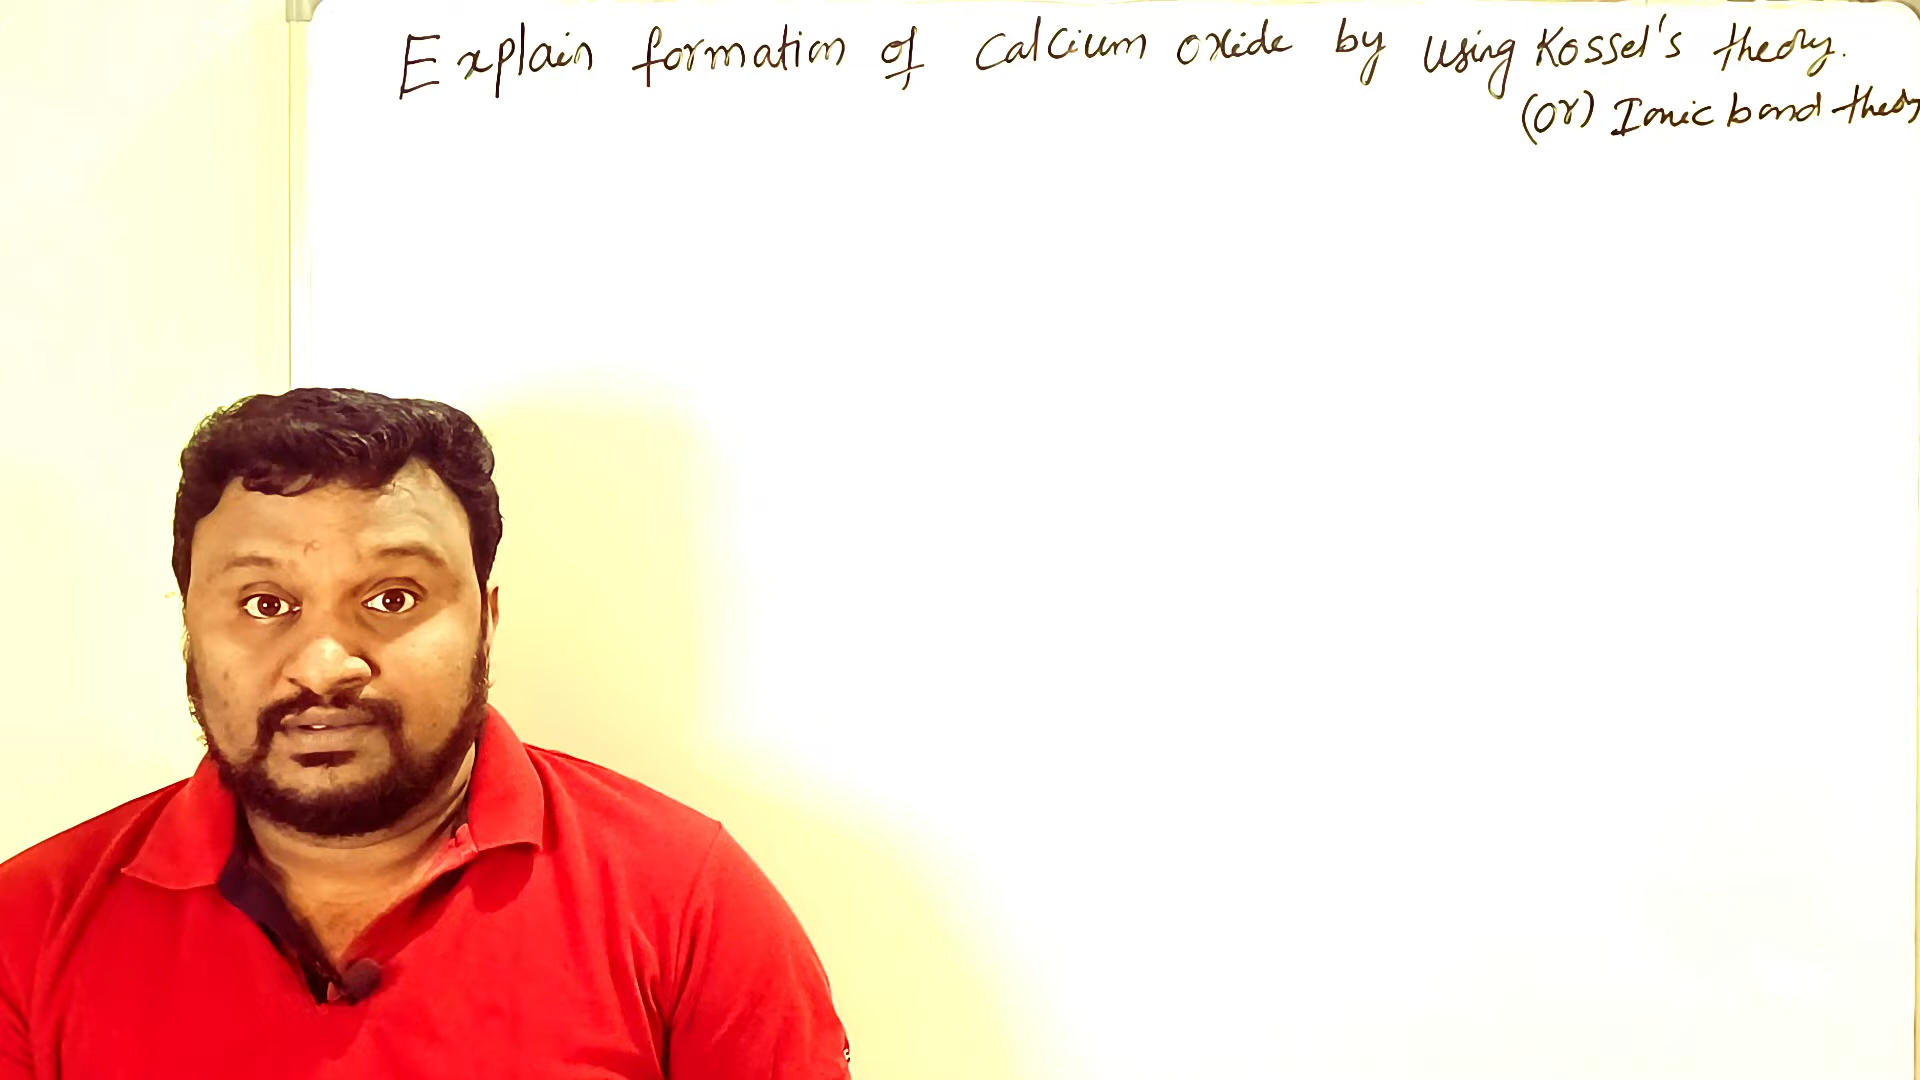 Explain formation of Calcium oxide by using Kossel's theory.
(or) Ionic bond theory